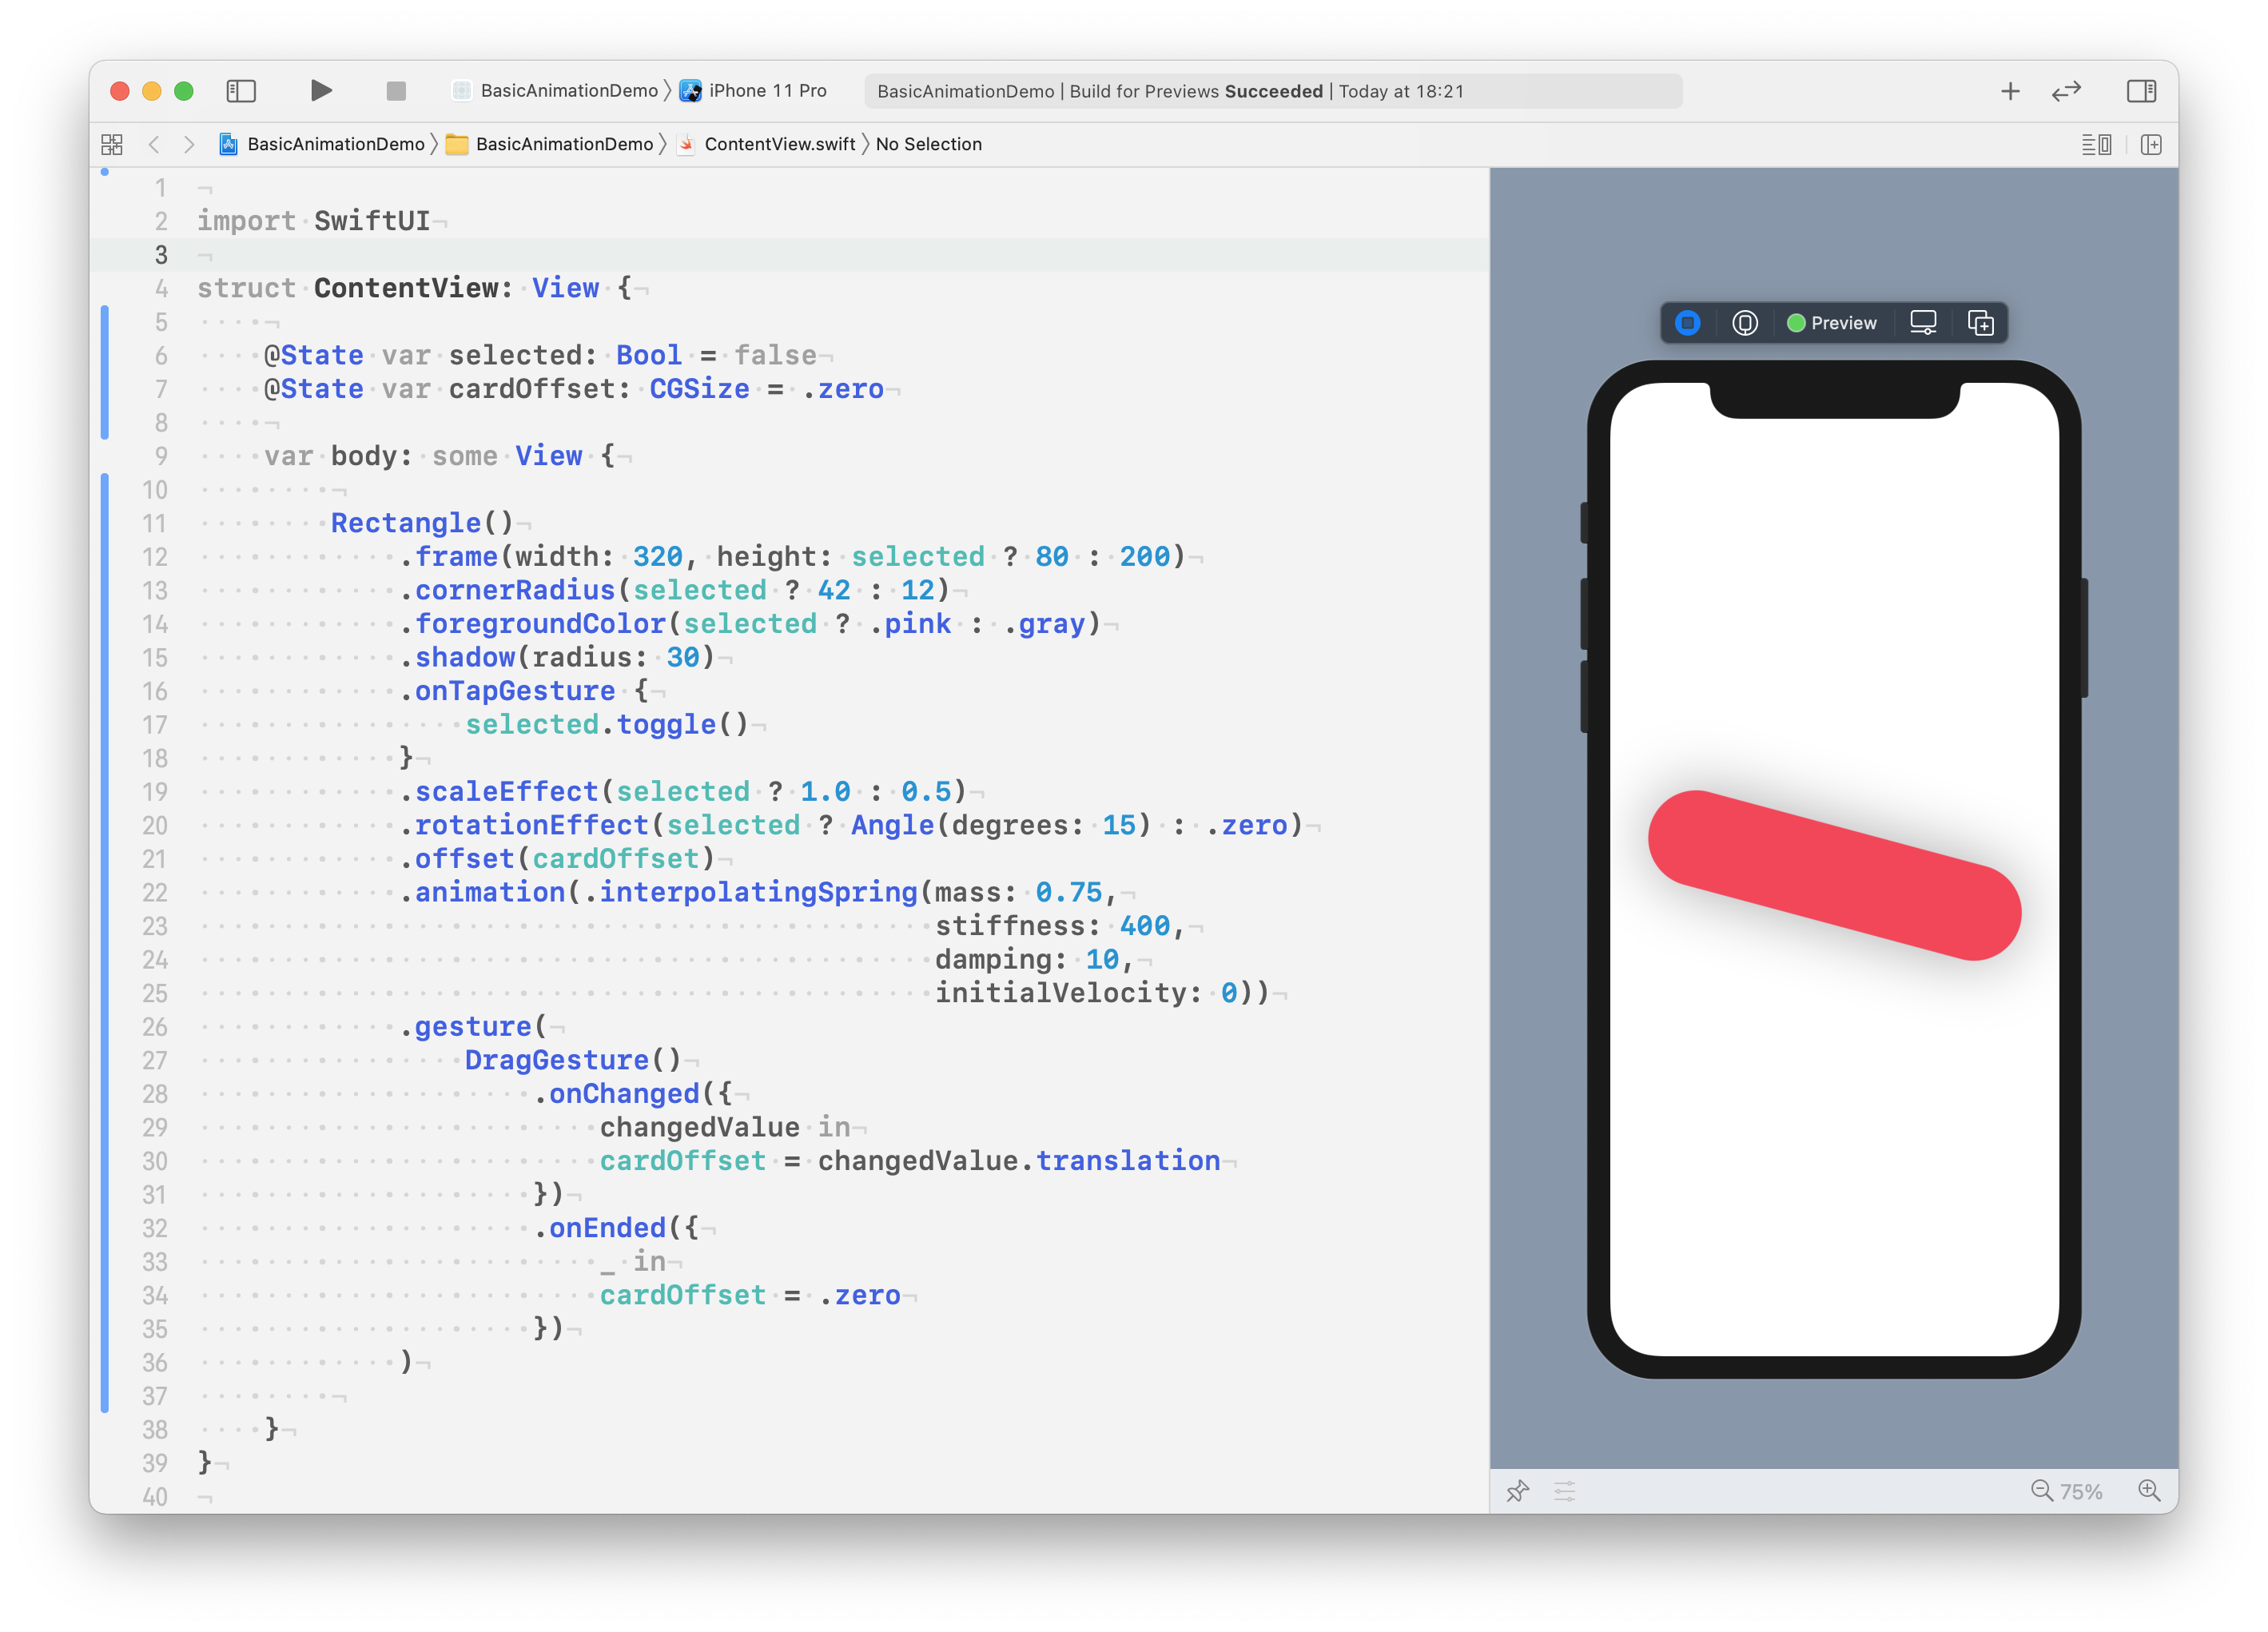 BasicAnimationDemo 〉 iPhone 11 Pro
BasicAnimationDemo | Build for Previews Succeeded | Today at 18:21
BasicAnimationDemo 〉 BasicAnimationDemo 〉 ContentView.swift 〉 No Selection
1
2 import SwiftUI
3
4 struct ContentView: View {
5
6     @State var selected: Bool = false
7     @State var cardOffset: CGSize = .zero
8
9     var body: some View {
10
11         Rectangle()
12             .frame(width: 320, height: selected ? 80 : 200)
13             .cornerRadius(selected ? 42 : 12)
14             .foregroundColor(selected ? .pink : .gray)
15             .shadow(radius: 30)
16             .onTapGesture {
17                 selected.toggle()
18             }
19             .scaleEffect(selected ? 1.0 : 0.5)
20             .rotationEffect(selected ? Angle(degrees: 15) : .zero)
21             .offset(cardOffset)
22             .animation(.interpolatingSpring(mass: 0.75,
23                                             stiffness: 400,
24                                             damping: 10,
25                                             initialVelocity: 0))
26             .gesture(
27                 DragGesture()
28                     .onChanged({
29                         changedValue in
30                         cardOffset = changedValue.translation
31                     })
32                     .onEnded({
33                         _ in
34                         cardOffset = .zero
35                     })
36             )
37
38     }
39 }
40
Preview
75%